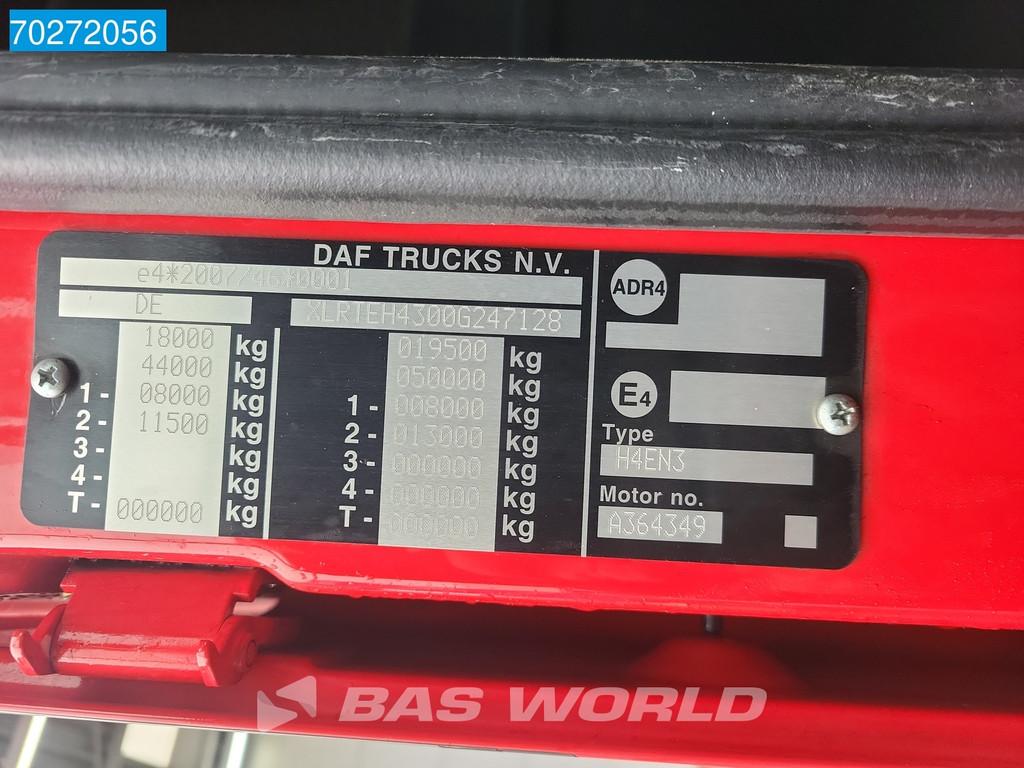 70272056
DAF TRUCKS N.V.
e4*2007/46*0001
DE
XLRTEH4300G247128
18000 kg
44000 kg
1- 08000 kg
2- 11500 kg
3- kg
4- kg
T- 000000 kg
019500 kg
050000 kg
1- 008000 kg
2- 013000 kg
3- 000000 kg
4- 000000 kg
T- 000000 kg
ADR4
E4
Type
H4EN3
Motor no.
A364349
BAS WORLD